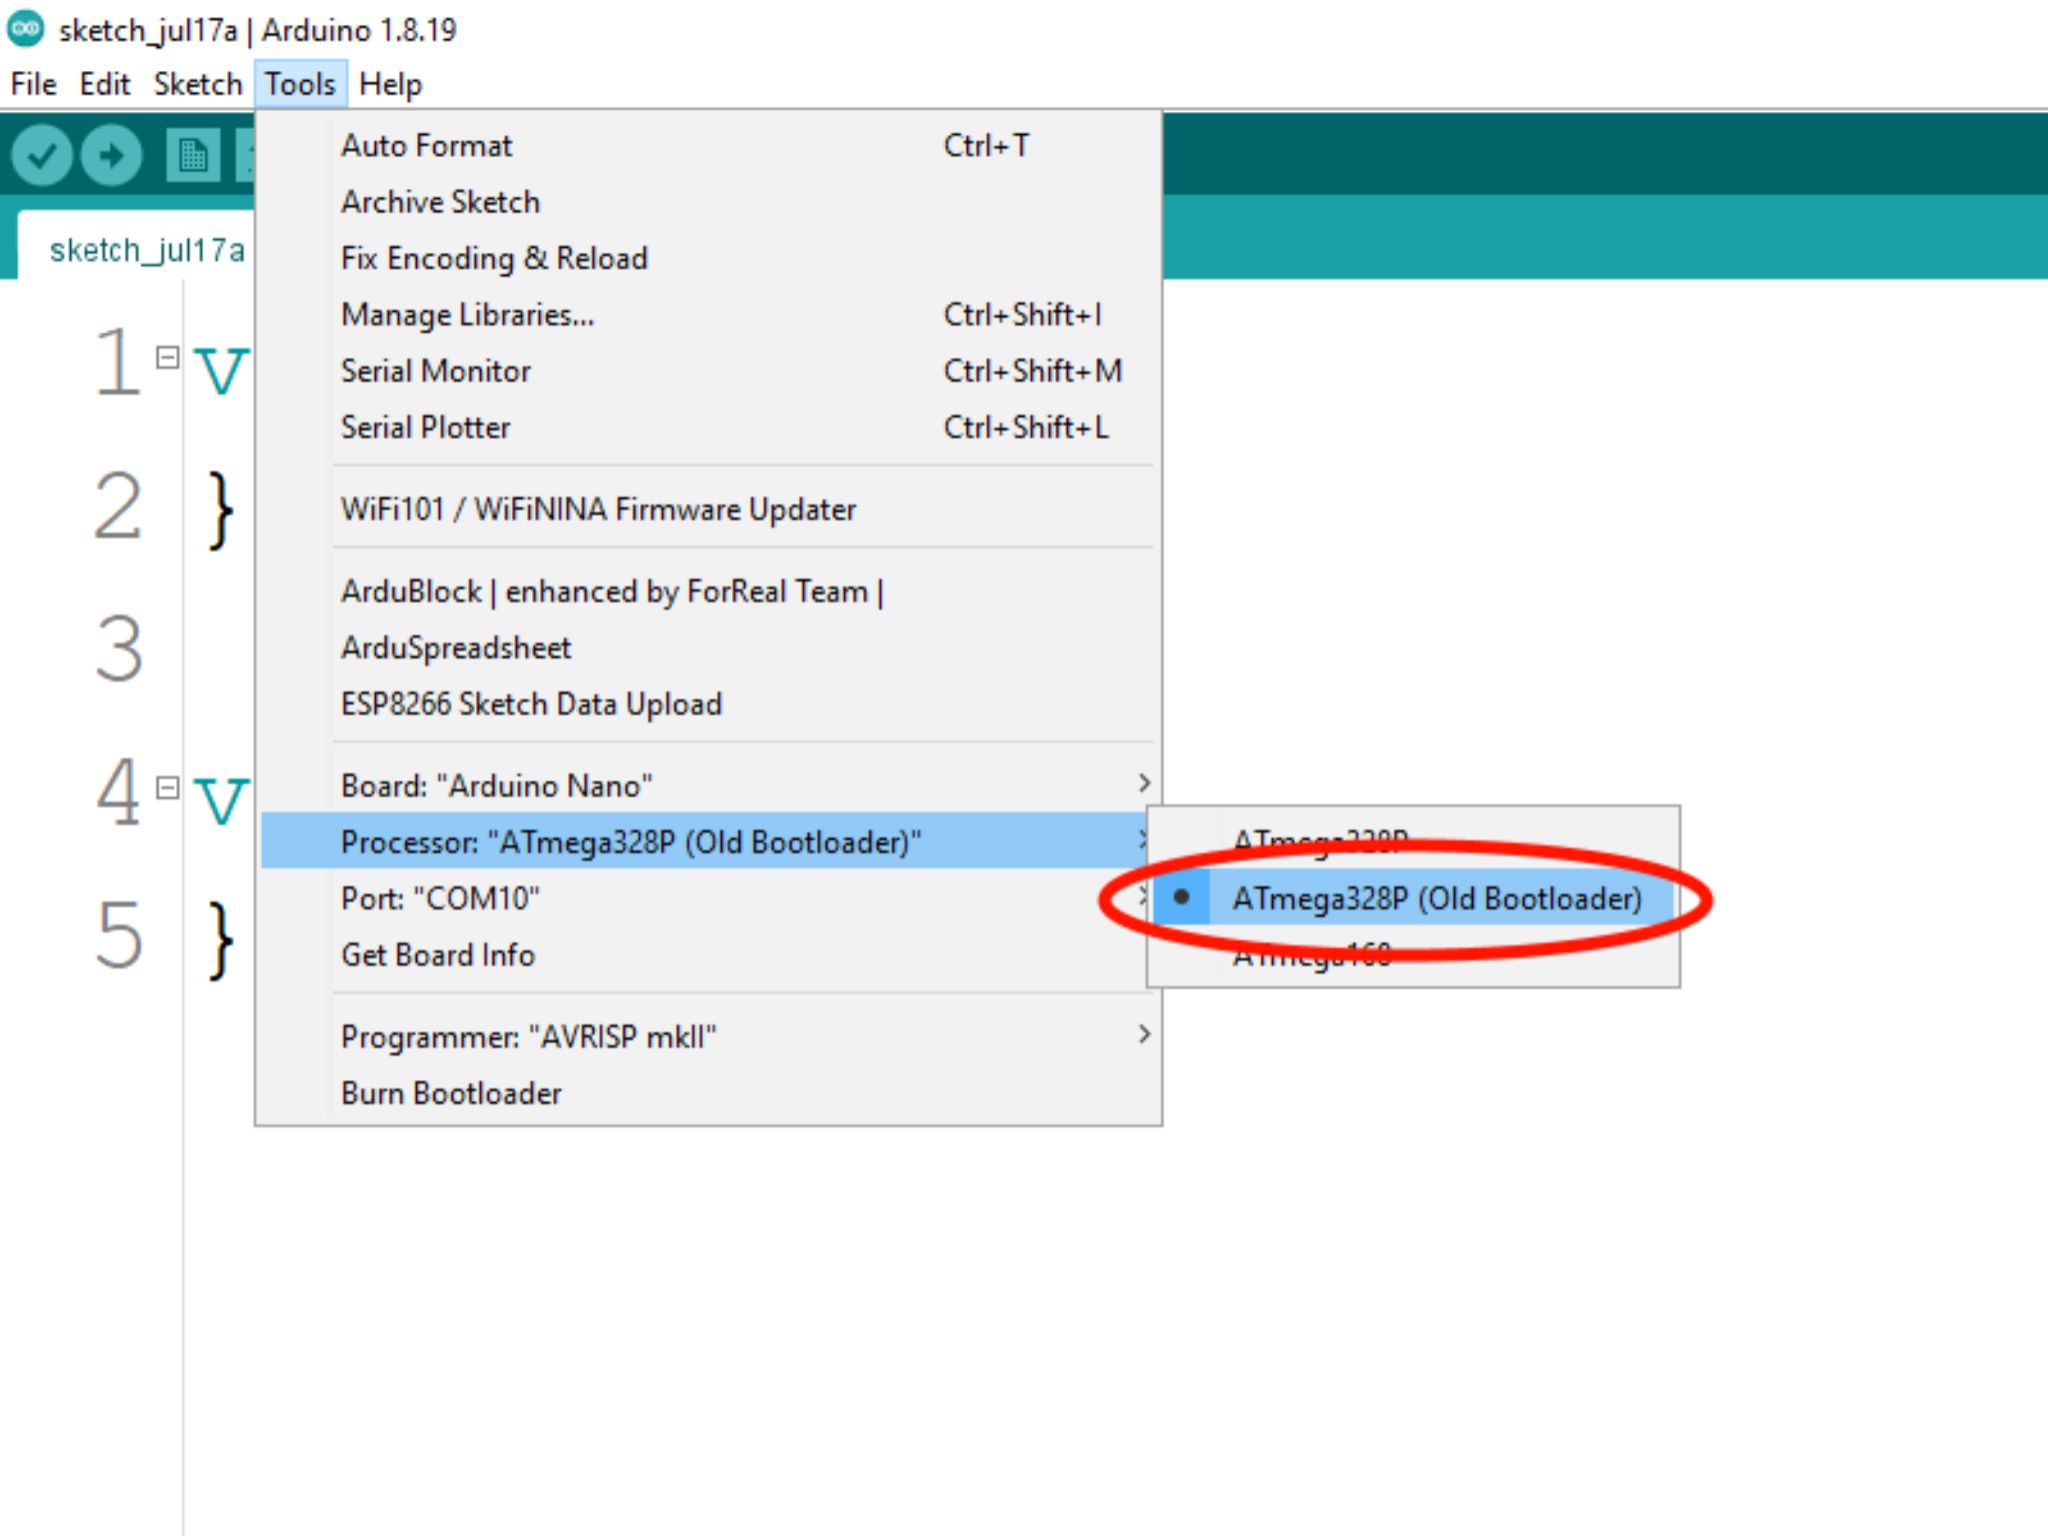 sketch_jul17a | Arduino 1.8.19
File Edit Sketch Tools Help
Auto Format Ctrl+T
Archive Sketch
Fix Encoding & Reload
Manage Libraries... Ctrl+Shift+I
Serial Monitor Ctrl+Shift+M
Serial Plotter Ctrl+Shift+L
WiFi101 / WiFiNINA Firmware Updater
ArduBlock | enhanced by ForReal Team |
ArduSpreadsheet
ESP8266 Sketch Data Upload
Board: "Arduino Nano"
Processor: "ATmega328P (Old Bootloader)"
Port: "COM10"
Get Board Info
Programmer: "AVRISP mkII"
Burn Bootloader
ATmega328P
ATmega328P (Old Bootloader)
ATmega168
sketch_jul17a
1 v
2 }
3
4 v
5 }